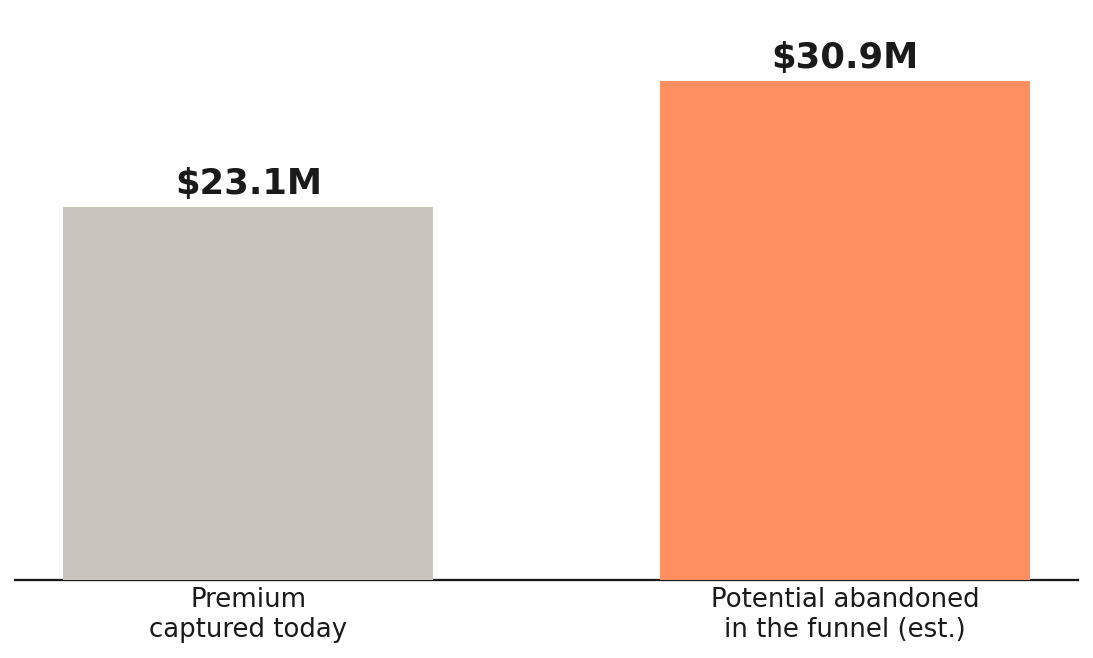 $30.9M
$23.1M
Premium
captured today
Potential abandoned
in the funnel (est.)